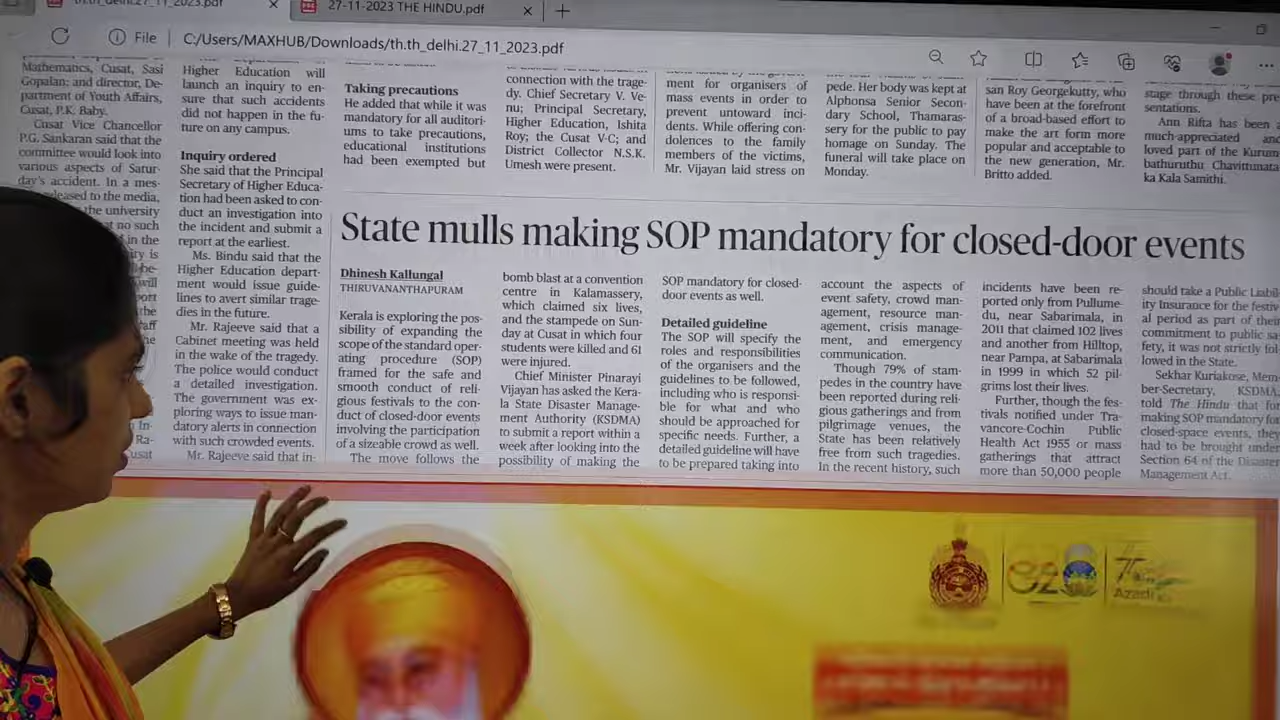 th.th_delhi.27_11_2023.pdf
27-11-2023 THE HINDU.pdf
File
C:/Users/MAXHUB/Downloads/th.th_delhi.27_11_2023.pdf
Mathematics, Cusat, Sasi
Gopalan; and director, De-
partment of Youth Affairs,
Cusat, P.K. Baby.
Cusat Vice Chancellor
P.G. Sankaran said that the
committee would look into
various aspects of Satur-
day's accident. In a mes-
released to the media,
the university
no such
in the
Higher Education will
launch an inquiry to en-
sure that such accidents
did not happen in the fu-
ture on any campus.
Inquiry ordered
She said that the Principal
Secretary of Higher Educa-
tion had been asked to con-
duct an investigation into
the incident and submit a
report at the earliest.
Ms. Bindu said that the
Higher Education depart-
ment would issue guide-
lines to avert similar trage-
dies in the future.
Mr. Rajeeve said that a
Cabinet meeting was held
in the wake of the tragedy.
The police would conduct
a detailed investigation.
The government was ex-
ploring ways to issue man-
datory alerts in connection
with such crowded events.
Mr. Rajeeve said that in-
Taking precautions
He added that while it was
mandatory for all auditori-
ums to take precautions,
educational institutions
had been exempted but
connection with the trage-
dy. Chief Secretary V. Ve-
nu; Principal Secretary,
Higher Education, Ishita
Roy; the Cusat V-C; and
District Collector N.S.K.
Umesh were present.
ment for organisers of
mass events in order to
prevent untoward inci-
dents. While offering con-
dolences to the family
members of the victims,
Mr. Vijayan laid stress on
pede. Her body was kept at
Alphonsa Senior Secon-
dary School, Thamaras-
sery for the public to pay
homage on Sunday. The
funeral will take place on
Monday.
san Roy Georgekutty, who
have been at the forefront
of a broad-based effort to
make the art form more
popular and acceptable to
the new generation, Mr.
Britto added.
stage through these pre
sentations.
Ann Rifta has been a
much-appreciated and
loved part of the Kurum
bathuruthu Chavittunata
ka Kala Samithi.
State mulls making SOP mandatory for closed-door events
Dhinesh Kallungal
THIRUVANANTHAPURAM
Kerala is exploring the pos-
sibility of expanding the
scope of the standard oper-
ating procedure (SOP)
framed for the safe and
smooth conduct of reli-
gious festivals to the con-
duct of closed-door events
involving the participation
of a sizeable crowd as well.
The move follows the
bomb blast at a convention
centre in Kalamassery,
which claimed six lives,
and the stampede on Sun-
day at Cusat in which four
students were killed and 61
were injured.
Chief Minister Pinarayi
Vijayan has asked the Kera-
la State Disaster Manage-
ment Authority (KSDMA)
to submit a report within a
week after looking into the
possibility of making the
SOP mandatory for closed-
door events as well.
Detailed guideline
The SOP will specify the
roles and responsibilities
of the organisers and the
guidelines to be followed,
including who is responsi-
ble for what and who
should be approached for
specific needs. Further, a
detailed guideline will have
to be prepared taking into
account the aspects of
event safety, crowd man-
agement, resource man-
agement, crisis manage-
ment, and emergency
communication.
Though 79% of stam-
pedes in the country have
been reported during reli-
gious gatherings and from
pilgrimage venues, the
State has been relatively
free from such tragedies.
In the recent history, such
incidents have been re-
ported only from Pullume-
du, near Sabarimala, in
2011 that claimed 102 lives
and another from Hilltop,
near Pampa, at Sabarimala
in 1999 in which 52 pil-
grims lost their lives.
Further, though the fes-
tivals notified under Tra-
vancore-Cochin Public
Health Act 1955 or mass
gatherings that attract
more than 50,000 people
should take a Public Liabil-
ity Insurance for the festiv-
al period as part of their
commitment to public sa-
fety, it was not strictly fol-
lowed in the State.
Sekhar Kuriakose, Mem-
ber-Secretary, KSDMA,
told The Hindu that for
making SOP mandatory for
closed-space events, they
had to be brought under
Section 64 of the Disaster
Management Act.
G20
Azadi